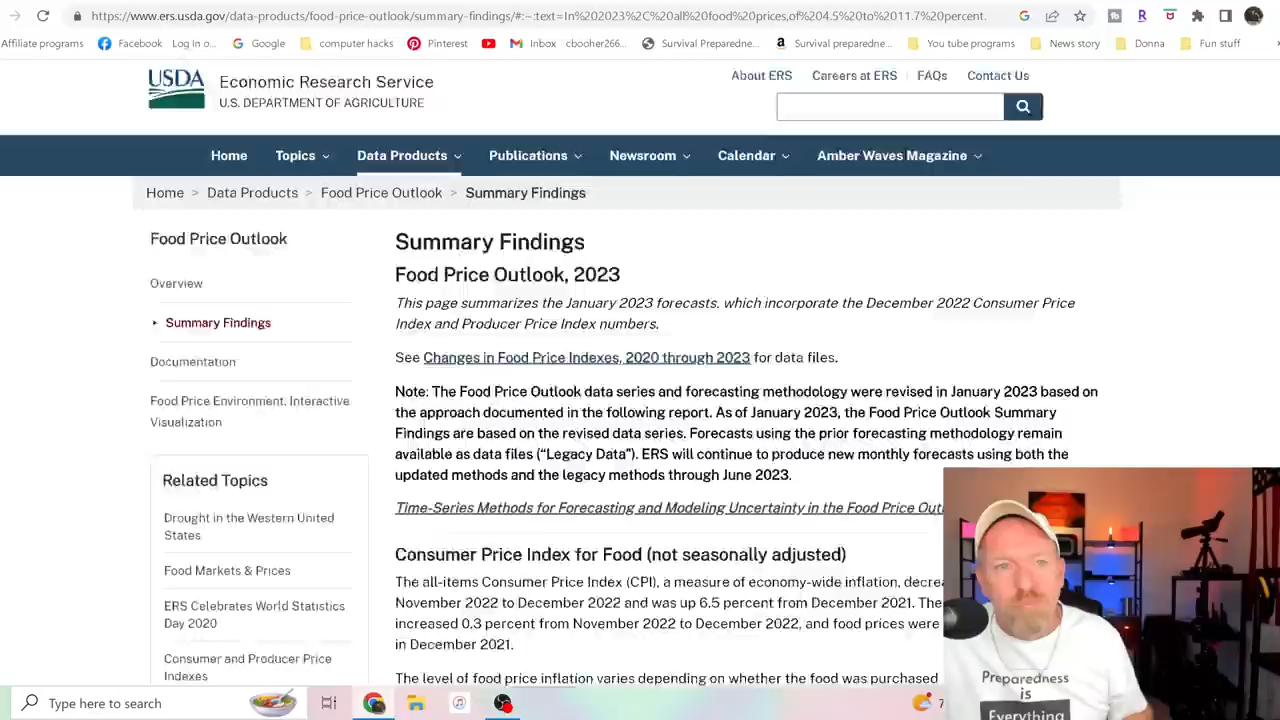 https://www.ers.usda.gov/data-products/food-price-outlook/summary-findings/#:~:text=In%202023%2C%20all%20food%20prices,of%204.5%20to%2011.7%20percent.
Affiliate programs Facebook Log In o... Google computer hacks Pinterest Inbox cbooher266... Survival Preparedne... Survival preparedne... You tube programs News story Donna Fun stuff
USDA Economic Research Service
U.S. DEPARTMENT OF AGRICULTURE
About ERS Careers at ERS FAQs Contact Us
Home Topics Data Products Publications Newsroom Calendar Amber Waves Magazine
Home > Data Products > Food Price Outlook > Summary Findings
Food Price Outlook
Overview
Summary Findings
Documentation
Food Price Environment. Interactive
Visualization
Related Topics
Drought in the Western United
States
Food Markets & Prices
ERS Celebrates World Statistics
Day 2020
Consumer and Producer Price
Indexes
Summary Findings
Food Price Outlook, 2023
This page summarizes the January 2023 forecasts. which incorporate the December 2022 Consumer Price
Index and Producer Price Index numbers.
See Changes in Food Price Indexes, 2020 through 2023 for data files.
Note: The Food Price Outlook data series and forecasting methodology were revised in January 2023 based on
the approach documented in the following report. As of January 2023, the Food Price Outlook Summary
Findings are based on the revised data series. Forecasts using the prior forecasting methodology remain
available as data files (“Legacy Data”). ERS will continue to produce new monthly forecasts using both the
updated methods and the legacy methods through June 2023.
Time-Series Methods for Forecasting and Modeling Uncertainty in the Food Price Out
Consumer Price Index for Food (not seasonally adjusted)
The all-items Consumer Price Index (CPI), a measure of economy-wide inflation, decrea
November 2022 to December 2022 and was up 6.5 percent from December 2021. The
increased 0.3 percent from November 2022 to December 2022, and food prices were
in December 2021.
The level of food price inflation varies depending on whether the food was purchased
Preparedness
is
Everything
Type here to search
7